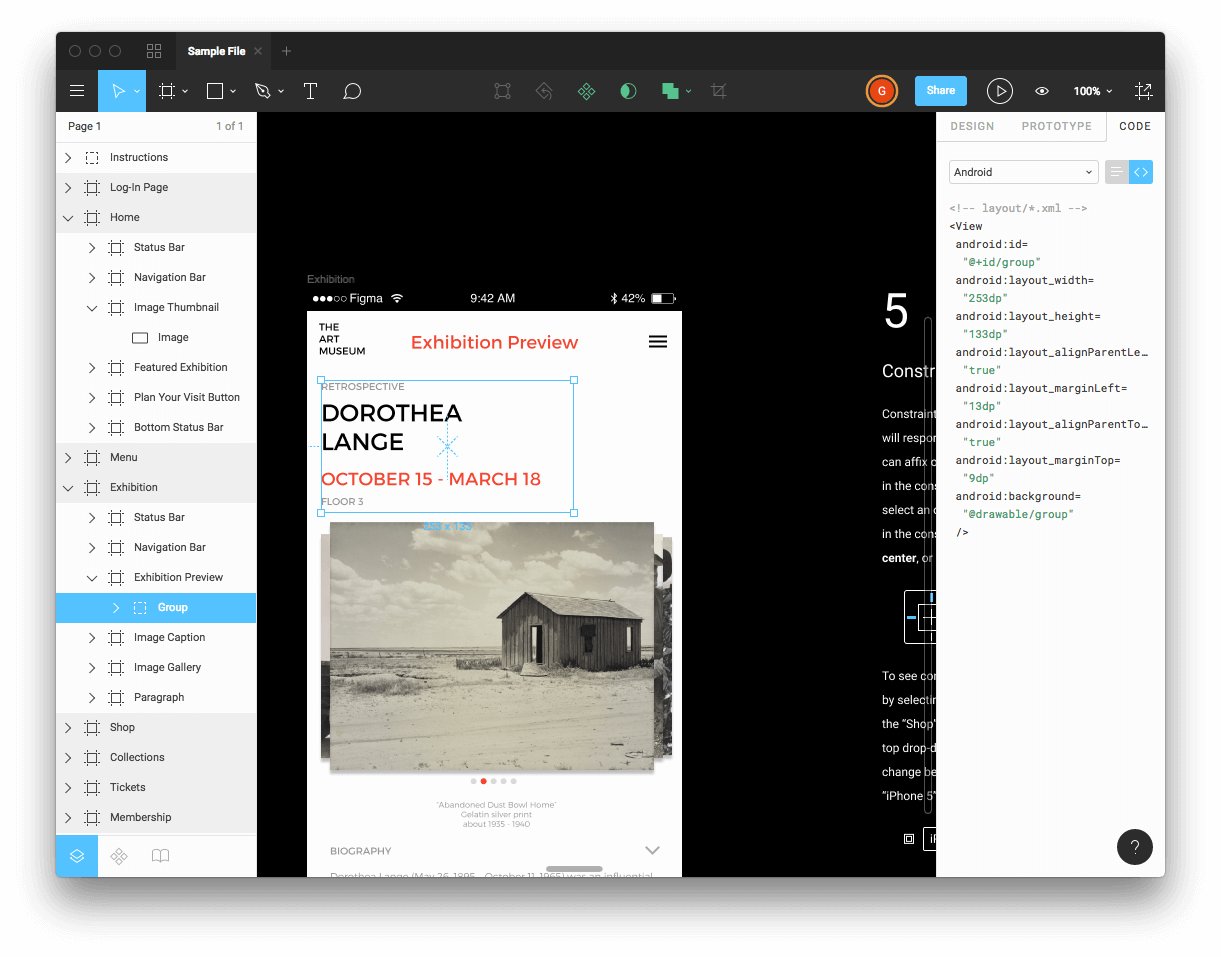 Sample File
G
Share
100%
Page 1
1 of 1
Instructions
Log-In Page
Home
Status Bar
Navigation Bar
Image Thumbnail
Image
Featured Exhibition
Plan Your Visit Button
Bottom Status Bar
Menu
Exhibition
Status Bar
Navigation Bar
Exhibition Preview
Group
Image Caption
Image Gallery
Paragraph
Shop
Collections
Tickets
Membership
Exhibition
Figma
9:42 AM
42%
THE
ART
MUSEUM
Exhibition Preview
RETROSPECTIVE
DOROTHEA
LANGE
OCTOBER 15 - MARCH 18
FLOOR 3
253 x 133
"Abandoned Dust Bowl Home"
Gelatin silver print
about 1935 - 1940
BIOGRAPHY
Dorothea Lange (May 26, 1895 – October 11, 1965) was an influential
5
Constr
Constraint
will respon
can affix o
in the cons
select an o
in the cons
center, or
To see con
by selectin
the "Shop"
top drop-d
change be
"iPhone 5"
DESIGN
PROTOTYPE
CODE
Android
<!-- layout/*.xml -->
<View
android:id=
"@+id/group"
android:layout_width=
"253dp"
android:layout_height=
"133dp"
android:layout_alignParentLe…
"true"
android:layout_marginLeft=
"13dp"
android:layout_alignParentTo…
"true"
android:layout_marginTop=
"9dp"
android:background=
"@drawable/group"
/>
?